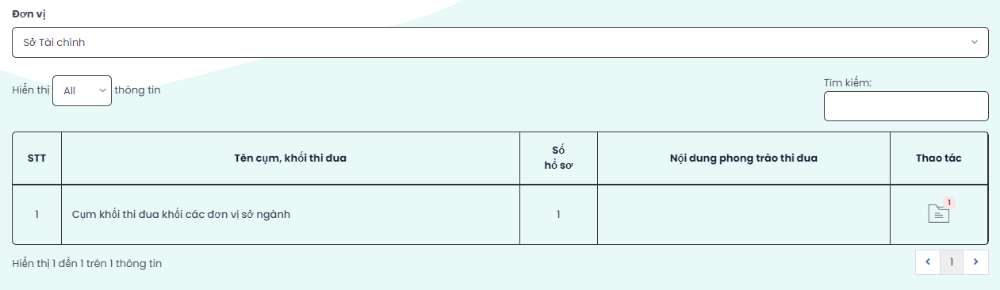 Đơn vị
Sở Tài chính
Hiển thị All thông tin
Tìm kiếm:
STT Tên cụm, khối thi đua Số hồ sơ Nội dung phong trào thi đua Thao tác
1 Cụm khối thi đua khối các đơn vị sở ngành 1 1
Hiển thị 1 đến 1 trên 1 thông tin
1